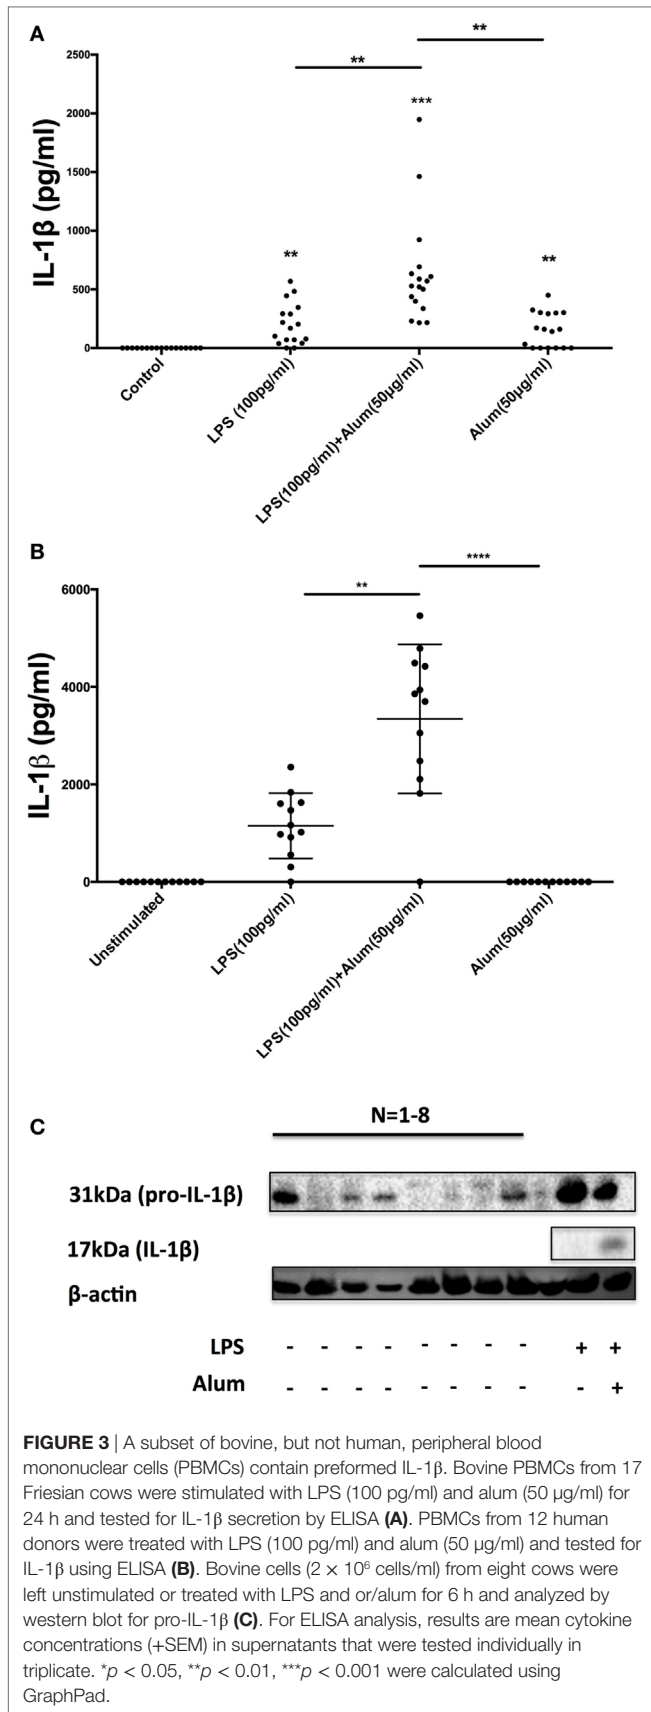 A
**
**
2500
***
2000
1500
IL-1β (pg/ml)
1000
**
**
500
0
Control
LPS (100pg/ml)
LPS(100pg/ml)+Alum(50µg/ml)
Alum(50µg/ml)
B
****
**
6000
4000
IL-1β (pg/ml)
2000
0
Unstimulated
LPS(100pg/ml)
LPS(100pg/ml)+Alum(50µg/ml)
Alum(50µg/ml)
C
N=1-8
31kDa (pro-IL-1β)
17kDa (IL-1β)
β-actin
LPS - - - - - - - - + +
Alum - - - - - - - - - +
FIGURE 3 | A subset of bovine, but not human, peripheral blood
mononuclear cells (PBMCs) contain preformed IL-1β. Bovine PBMCs from 17
Friesian cows were stimulated with LPS (100 pg/ml) and alum (50 µg/ml) for
24 h and tested for IL-1β secretion by ELISA (A). PBMCs from 12 human
donors were treated with LPS (100 pg/ml) and alum (50 µg/ml) and tested for
IL-1β using ELISA (B). Bovine cells (2 × 10⁶ cells/ml) from eight cows were
left unstimulated or treated with LPS and or/alum for 6 h and analyzed by
western blot for pro-IL-1β (C). For ELISA analysis, results are mean cytokine
concentrations (+SEM) in supernatants that were tested individually in
triplicate. *p < 0.05, **p < 0.01, ***p < 0.001 were calculated using
GraphPad.